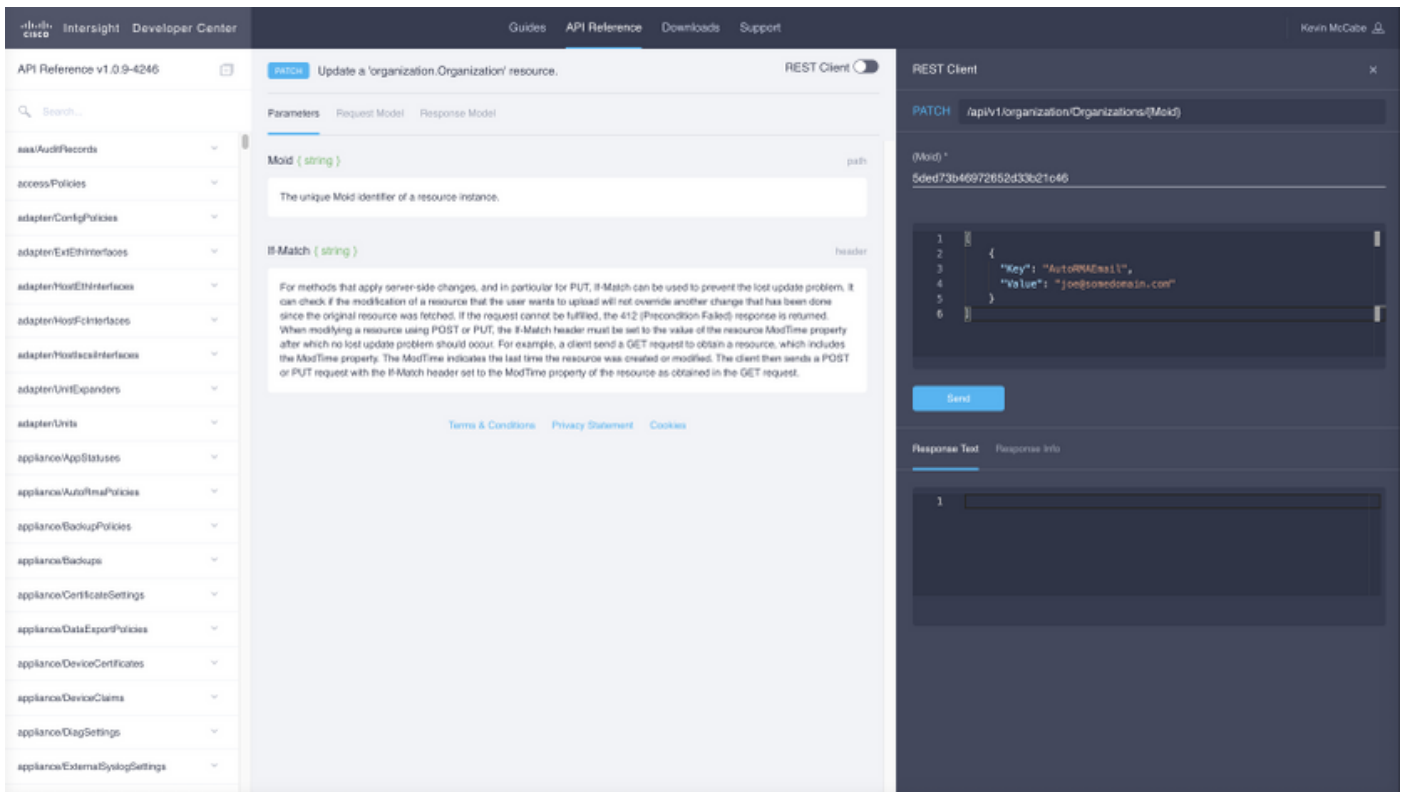 cisco Intersight Developer Center
Guides API Reference Downloads Support
Kevin McCabe
API Reference v1.0.9-4246
Search...
aaa/AuditRecords
access/Policies
adapter/ConfigPolicies
adapter/ExtEthInterfaces
adapter/HostEthInterfaces
adapter/HostFcInterfaces
adapter/HostIscsiInterfaces
adapter/UnitExpanders
adapter/Units
appliance/AppStatuses
appliance/AutoRmaPolicies
appliance/BackupPolicies
appliance/Backups
appliance/CertificateSettings
appliance/DataExportPolicies
appliance/DeviceCertificates
appliance/DeviceClaims
appliance/DiagSettings
appliance/ExternalSyslogSettings
PATCH Update a 'organization.Organization' resource.
REST Client
Parameters Request Model Response Model
Moid { string } path
The unique Moid identifier of a resource instance.
If-Match { string } header
For methods that apply server-side changes, and in particular for PUT, If-Match can be used to prevent the lost update problem. It
can check if the modification of a resource that the user wants to upload will not override another change that has been done
since the original resource was fetched. If the request cannot be fulfilled, the 412 (Precondition Failed) response is returned.
When modifying a resource using POST or PUT, the If-Match header must be set to the value of the resource ModTime property
after which no lost update problem should occur. For example, a client send a GET request to obtain a resource, which includes
the ModTime property. The ModTime indicates the last time the resource was created or modified. The client then sends a POST
or PUT request with the If-Match header set to the ModTime property of the resource as obtained in the GET request.
Terms & Conditions Privacy Statement Cookies
REST Client ×
PATCH /api/v1/organization/Organizations/{Moid}
(Moid) *
5ded73b46972652d33b21c46
1 [
2 {
3 "Key": "AutoRMAEmail",
4 "Value": "joe@somedomain.com"
5 }
6 ]
Send
Response Text Response Info
1